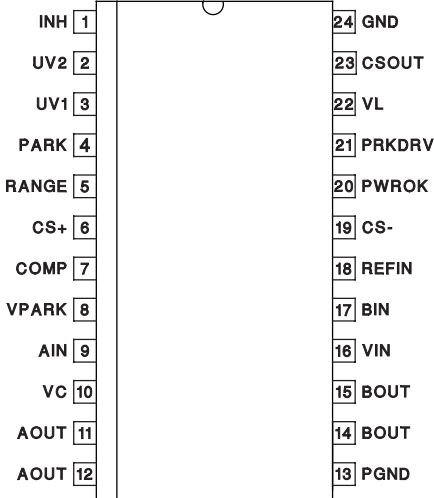 INH 1 24 GND
UV2 2 23 CSOUT
UV1 3 22 VL
PARK 4 21 PRKDRV
RANGE 5 20 PWROK
CS+ 6 19 CS-
COMP 7 18 REFIN
VPARK 8 17 BIN
AIN 9 16 VIN
VC 10 15 BOUT
AOUT 11 14 BOUT
AOUT 12 13 PGND